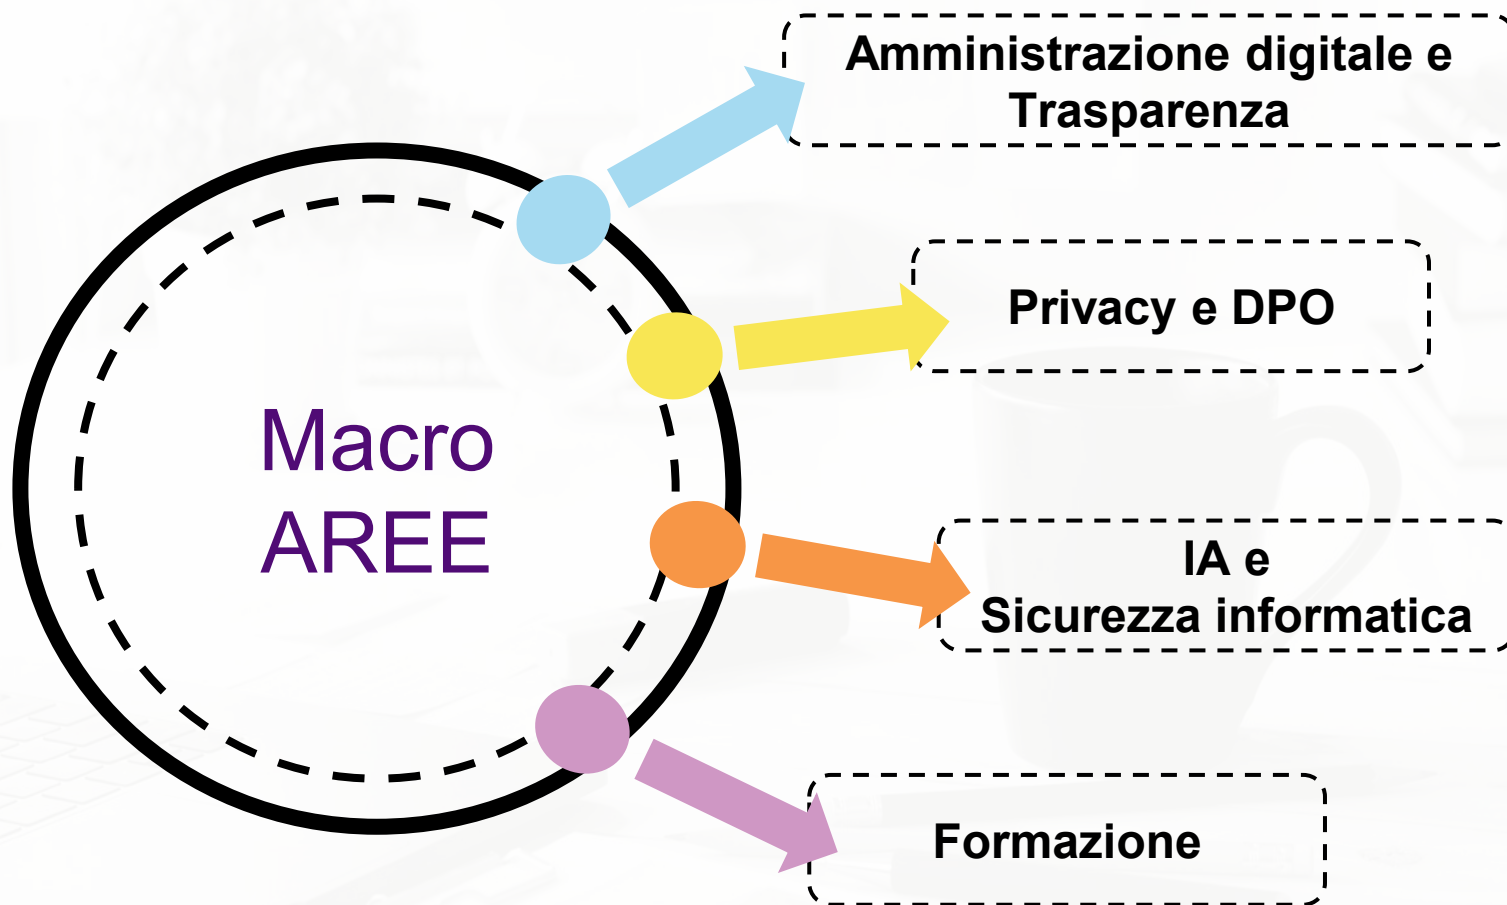 Amministrazione digitale e
Trasparenza
Privacy e DPO
Macro
AREE
IA e
Sicurezza informatica
Formazione